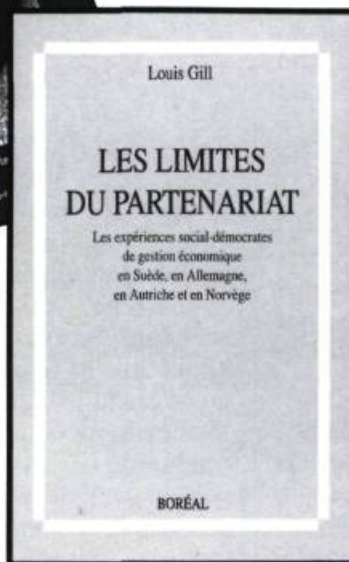 Louis Gill
LES LIMITES
DU PARTENARIAT
Les expériences social-démocrates
de gestion économique
en Suède, en Allemagne,
en Autriche et en Norvège
BORÉAL